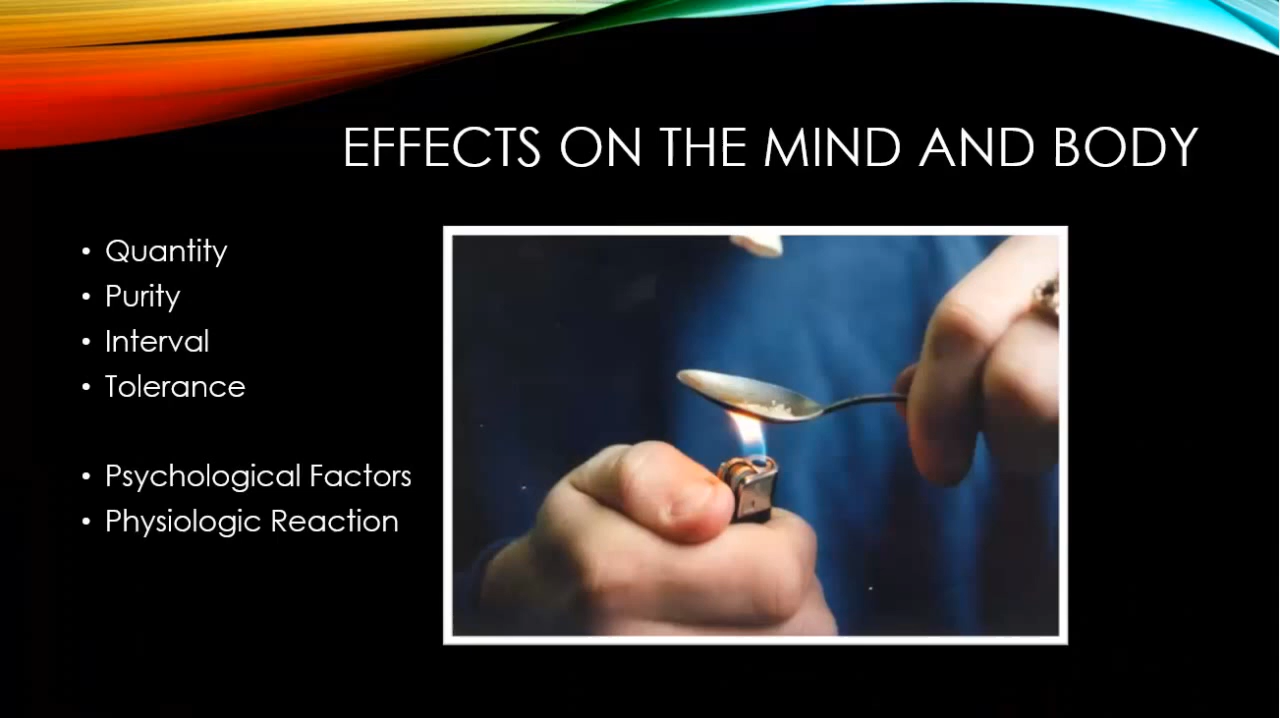 EFFECTS ON THE MIND AND BODY
• Quantity
• Purity
• Interval
• Tolerance
• Psychological Factors
• Physiologic Reaction